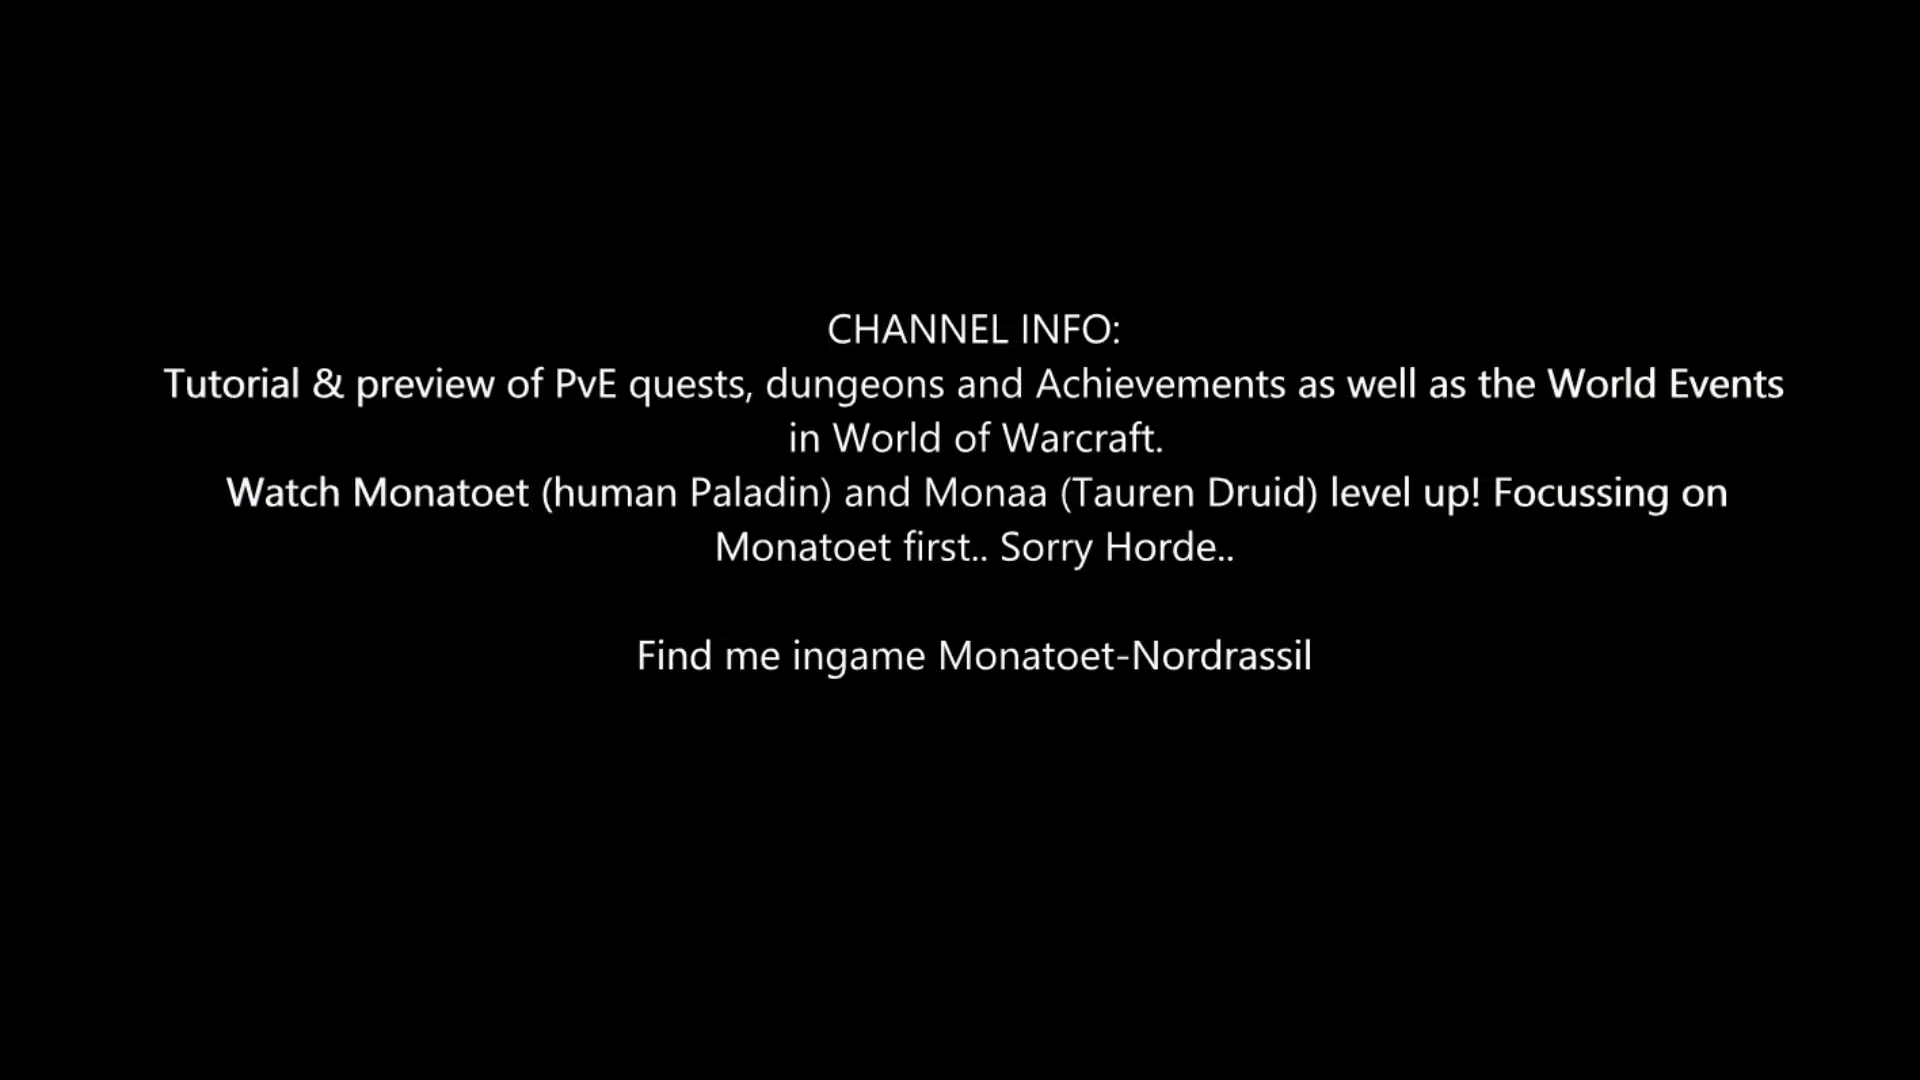 CHANNEL INFO:
Tutorial & preview of PvE quests, dungeons and Achievements as well as the World Events
in World of Warcraft.
Watch Monatoet (human Paladin) and Monaa (Tauren Druid) level up! Focussing on
Monatoet first.. Sorry Horde..
Find me ingame Monatoet-Nordrassil